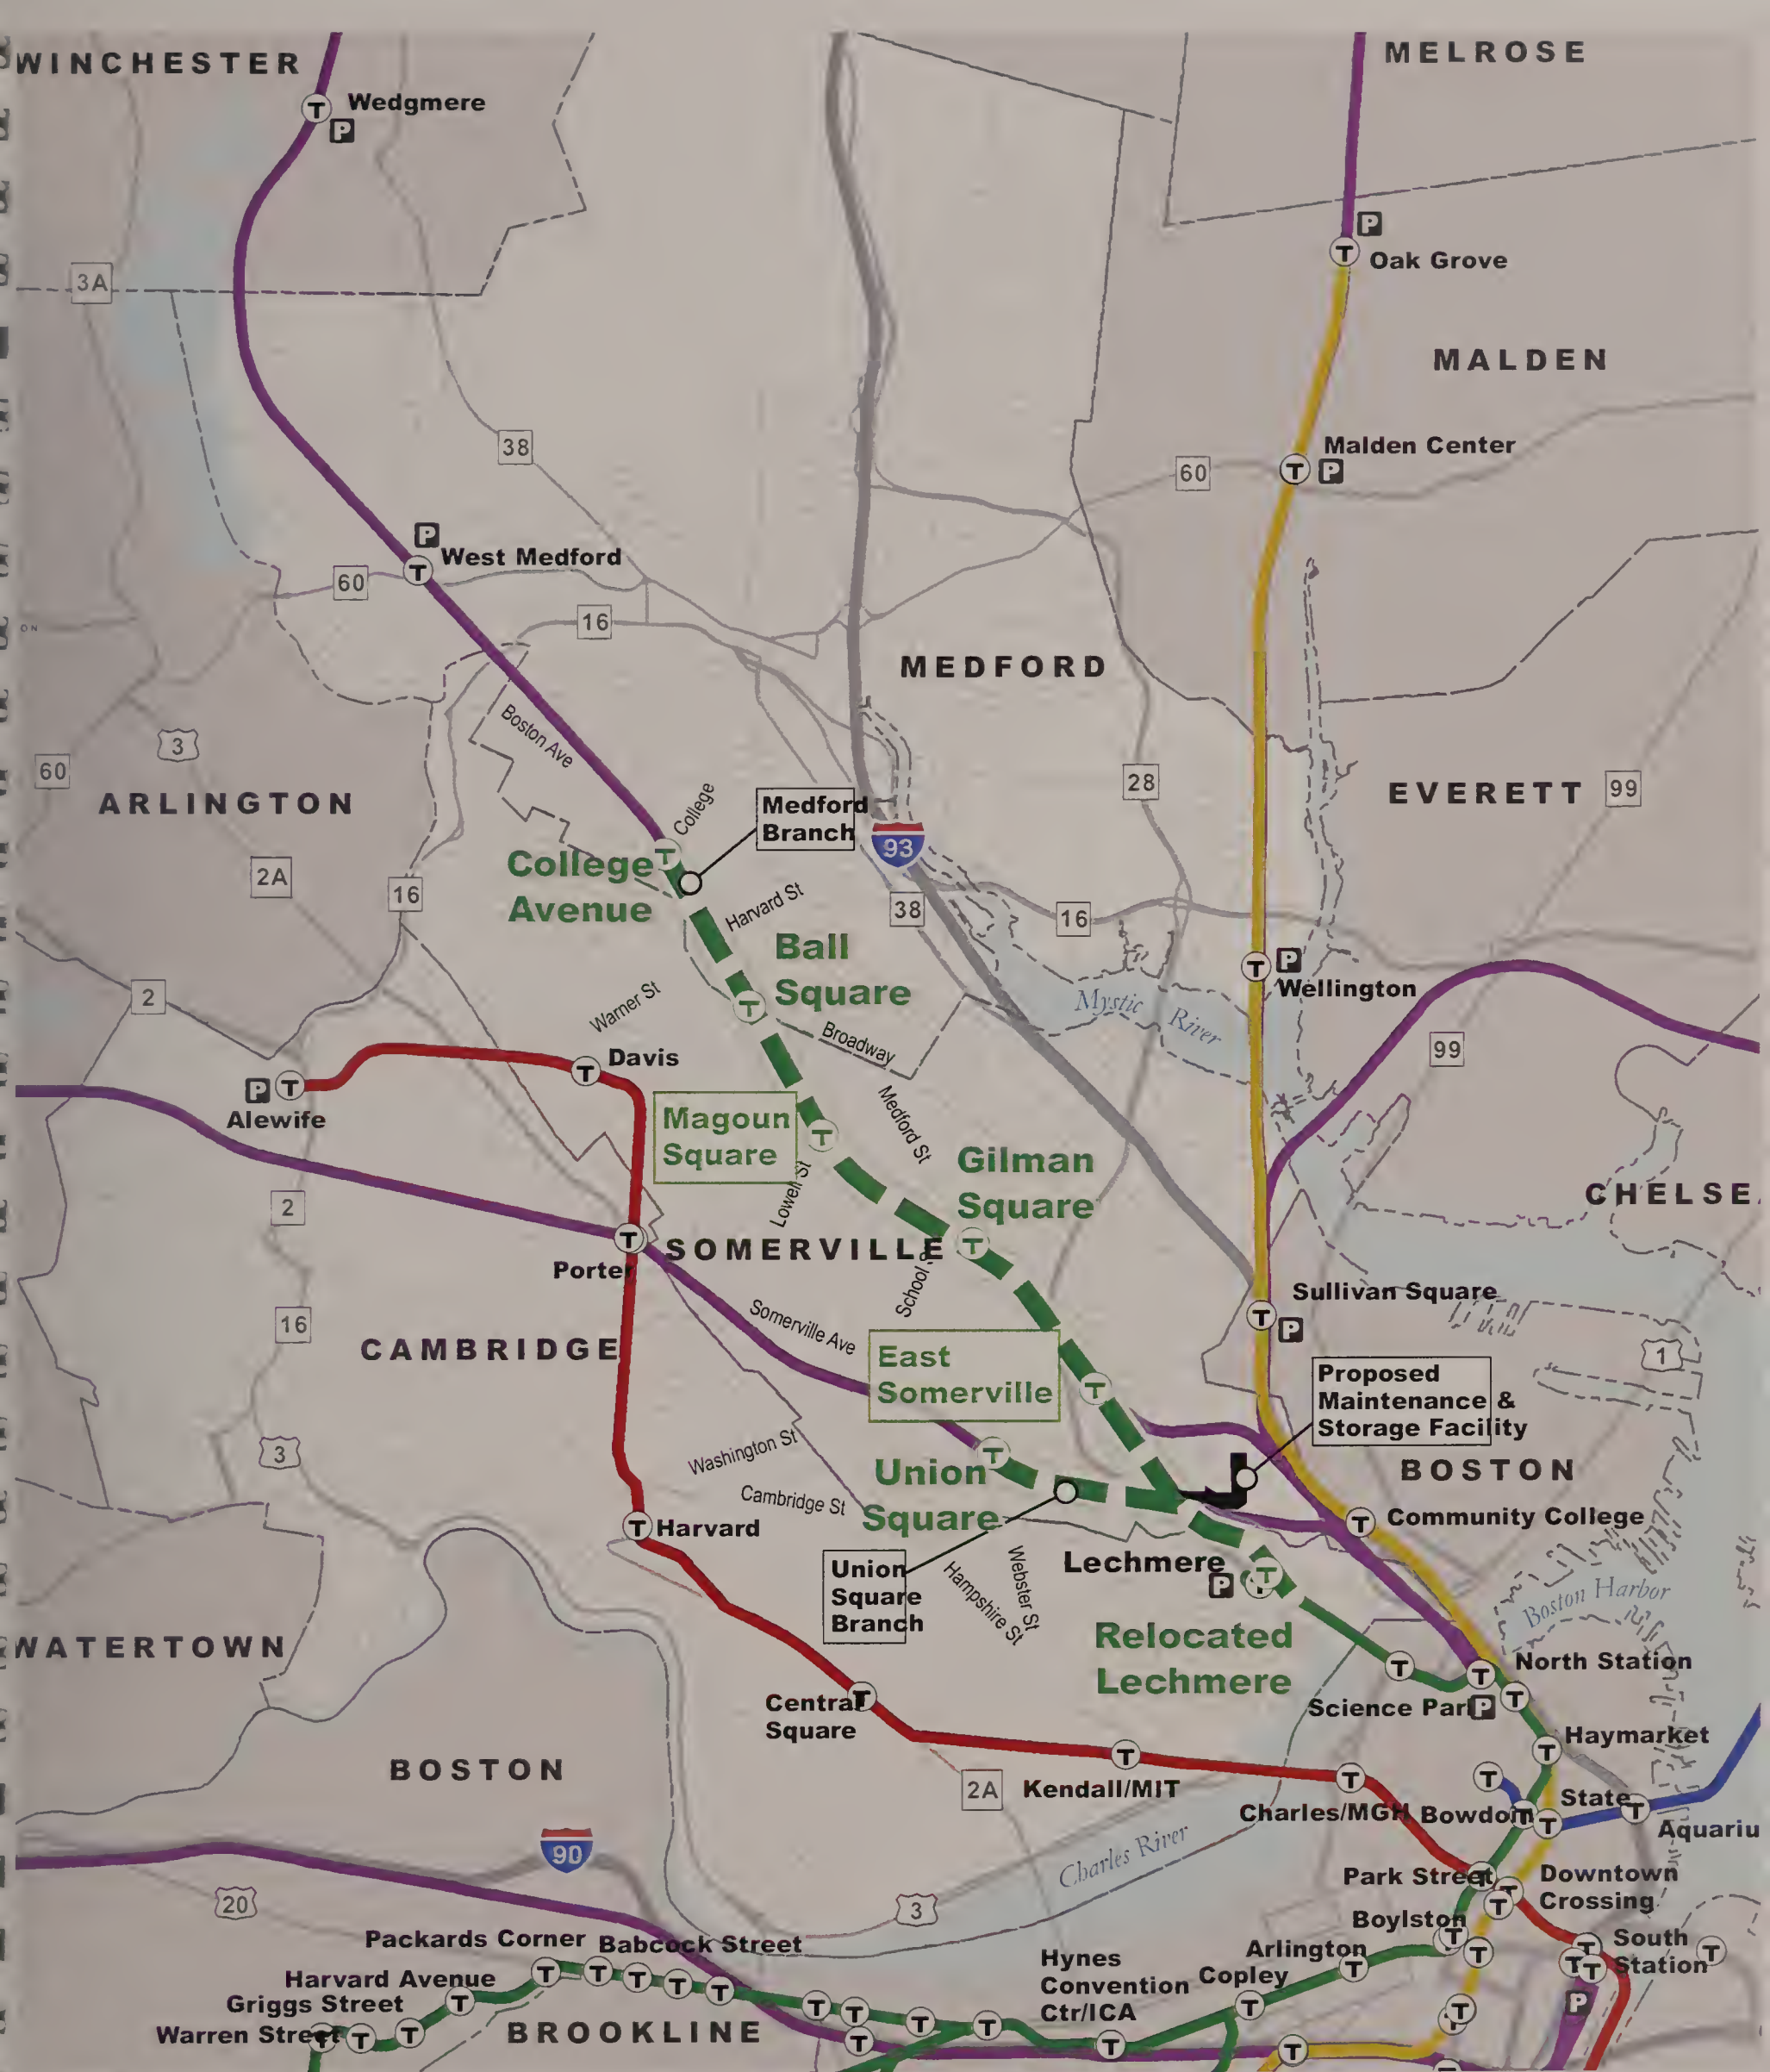 WINCHESTER
MELROSE
Wedgmere
P
P
Oak Grove
3A
MALDEN
38
Malden Center
P
60
P
West Medford
60
16
MEDFORD
Boston Ave
3
60
28
EVERETT
99
ARLINGTON
College
Medford
Branch
93
College
Avenue
2A
16
Harvard St
38
16
Ball
Square
P
Wellington
2
Warner St
Mystic River
Broadway
99
Davis
P
Alewife
Magoun
Square
Medford St
Gilman
Square
Lowell St
2
CHELSE
SOMERVILLE
Porter
School S
Sullivan Square
P
16
Somerville Ave
CAMBRIDGE
East
Somerville
1
Proposed
Maintenance &
Storage Facility
3
Washington St
Union
Square
BOSTON
Cambridge St
Harvard
Community College
Lechmere
P
Union
Square
Branch
Hampshire St
Webster St
Boston Harbor
WATERTOWN
Relocated
Lechmere
North Station
Science Park
P
Central
Square
Haymarket
BOSTON
2A
Kendall/MIT
Charles/MGH
Bowdoin
State
Aquariu
90
Charles River
20
3
Park Street
Downtown
Crossing
Boylston
Packards Corner
Babcock Street
Arlington
South
Station
Hynes
Convention
Ctr/ICA
Copley
Harvard Avenue
Griggs Street
Warren Street
P
BROOKLINE